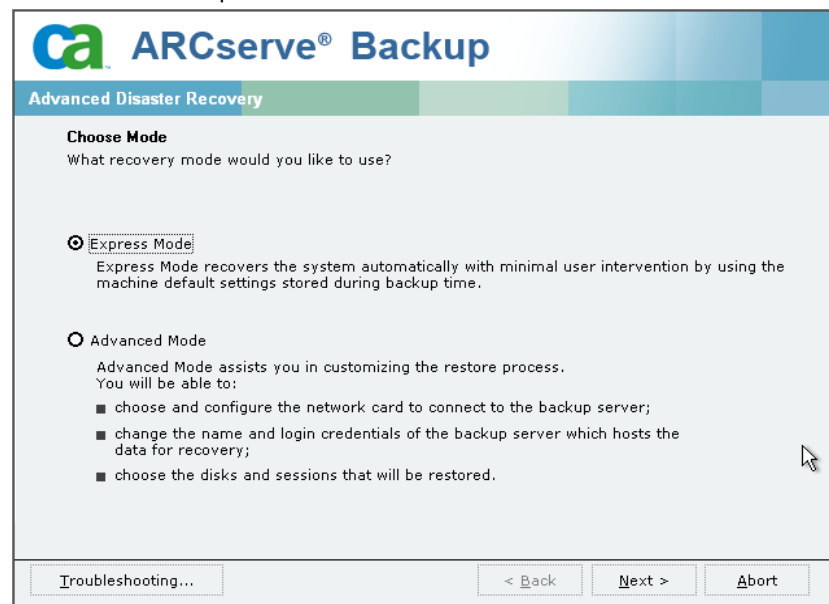 ca ARCserve® Backup
Advanced Disaster Recovery
Choose Mode
What recovery mode would you like to use?
Express Mode
Express Mode recovers the system automatically with minimal user intervention by using the
machine default settings stored during backup time.
Advanced Mode
Advanced Mode assists you in customizing the restore process.
You will be able to:
■ choose and configure the network card to connect to the backup server;
■ change the name and login credentials of the backup server which hosts the
data for recovery;
■ choose the disks and sessions that will be restored.
Troubleshooting... < Back Next > Abort